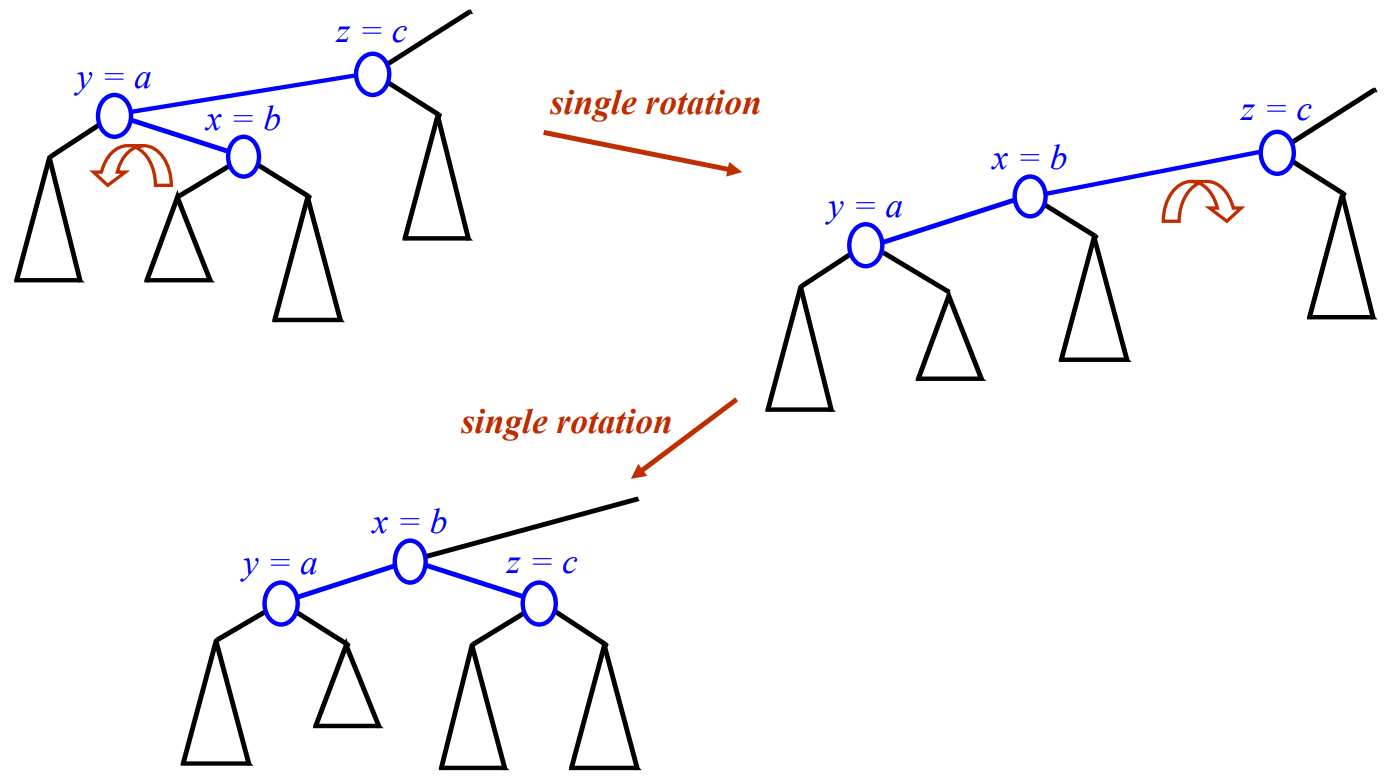 z = c
y = a
x = b
single rotation
z = c
x = b
y = a
single rotation
x = b
y = a
z = c